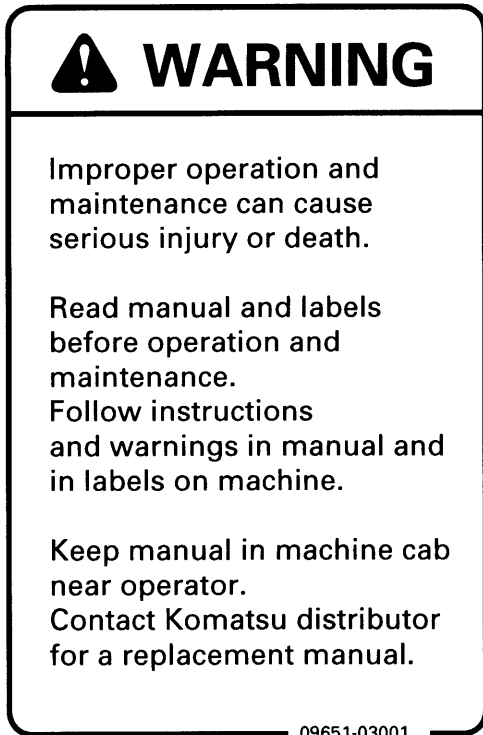 WARNING
Improper operation and
maintenance can cause
serious injury or death.
Read manual and labels
before operation and
maintenance.
Follow instructions
and warnings in manual and
in labels on machine.
Keep manual in machine cab
near operator.
Contact Komatsu distributor
for a replacement manual.
09651-03001